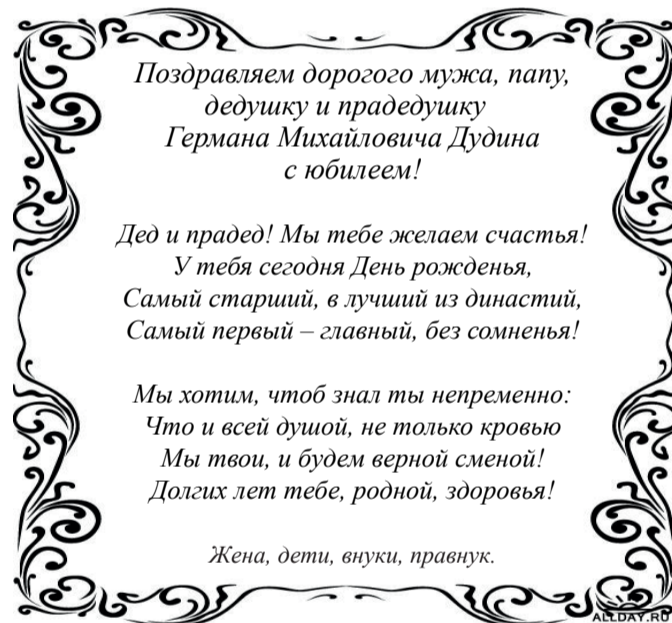 Поздравляем дорогого мужа, папу,
дедушку и прадедушку
Германа Михайловича Дудина
с юбилеем!
Дед и прадед! Мы тебе желаем счастья!
У тебя сегодня День рожденья,
Самый старший, в лучший из династий,
Самый первый – главный, без сомненья!
Мы хотим, чтоб знал ты непременно:
Что и всей душой, не только кровью
Мы твои, и будем верной сменой!
Долгих лет тебе, родной, здоровья!
Жена, дети, внуки, правнук.
ALLDAY.RU